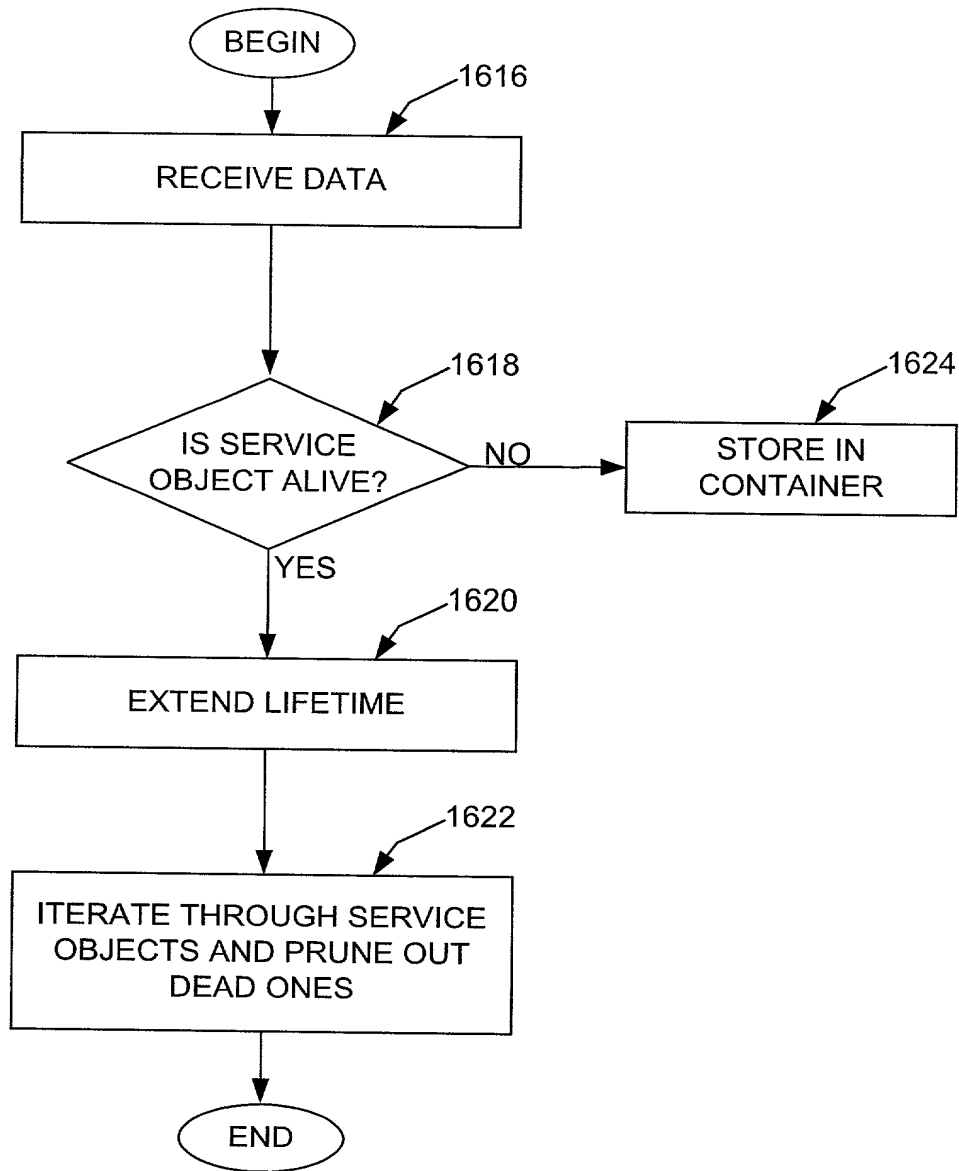 BEGIN
1616
RECEIVE DATA
1618
IS SERVICE
OBJECT ALIVE?
NO
1624
STORE IN
CONTAINER
YES
1620
EXTEND LIFETIME
1622
ITERATE THROUGH SERVICE
OBJECTS AND PRUNE OUT
DEAD ONES
END